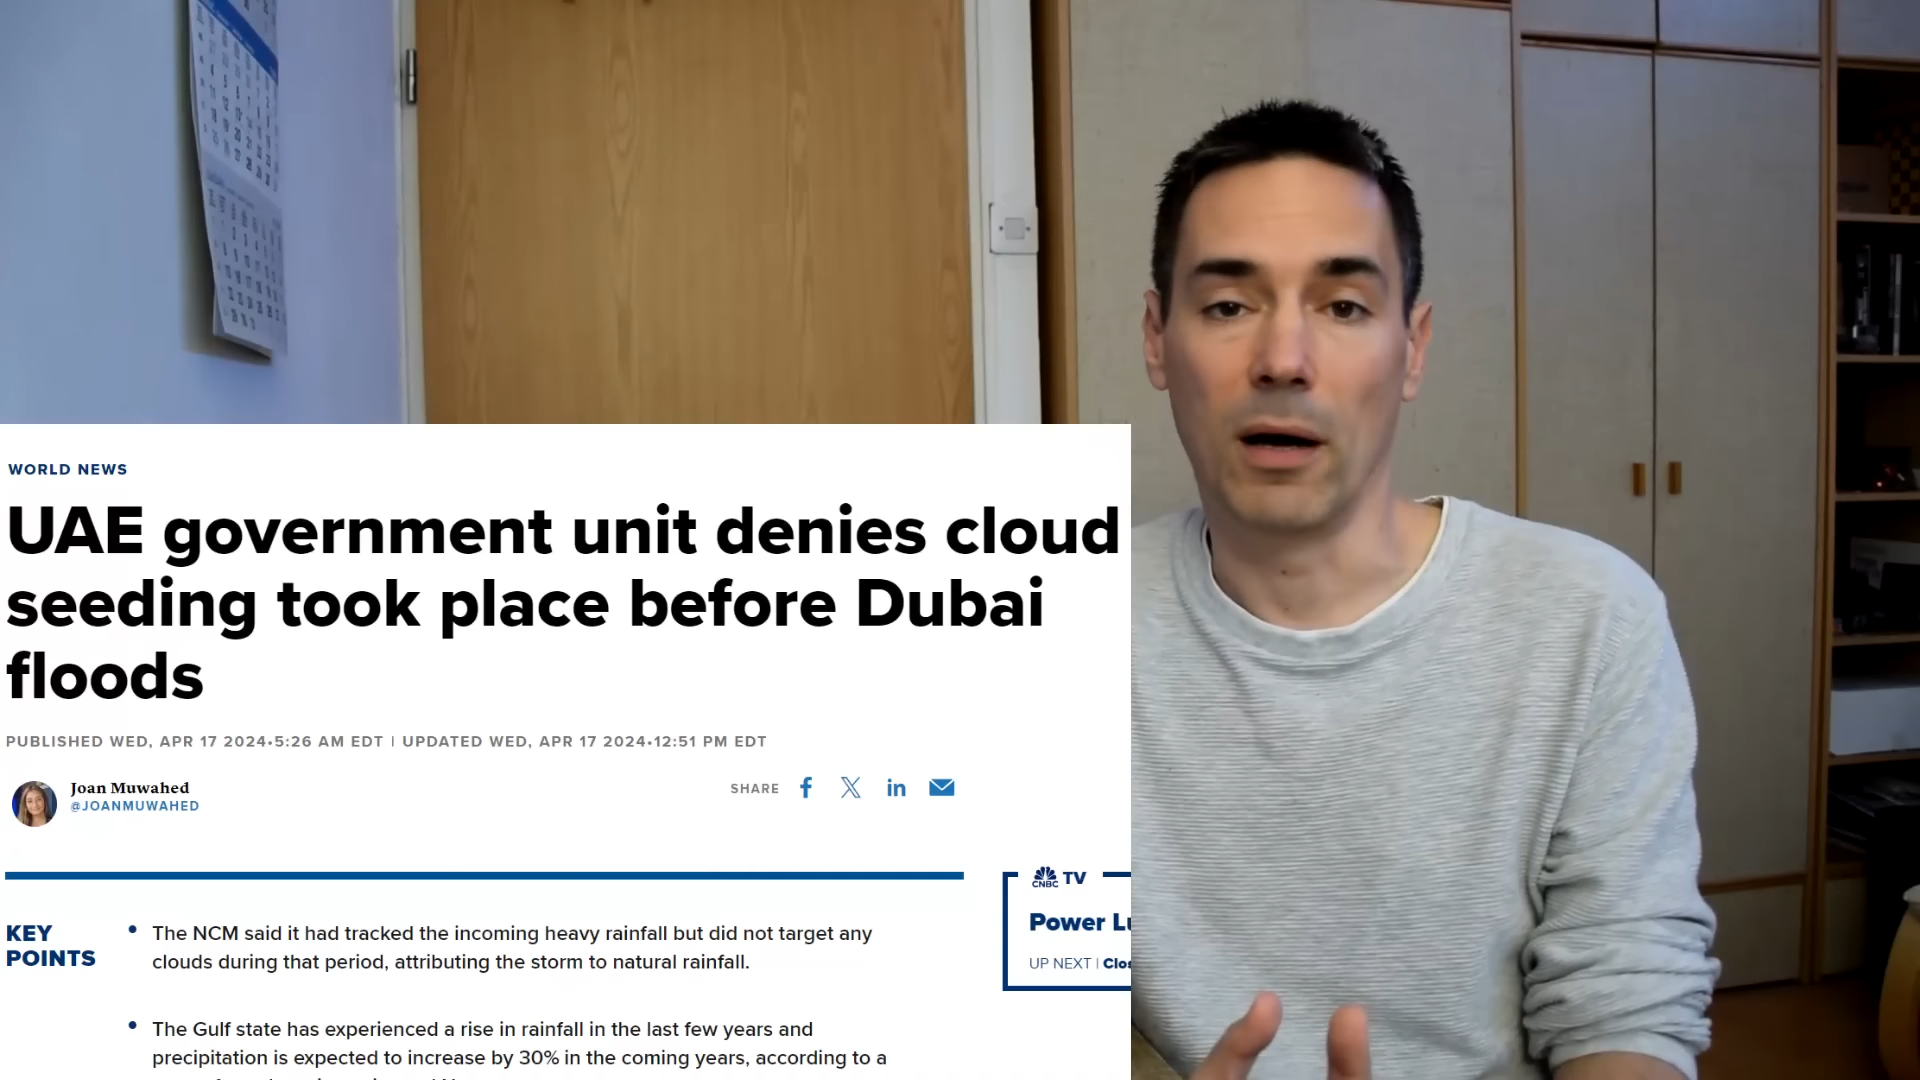 WORLD NEWS
UAE government unit denies cloud
seeding took place before Dubai
floods
PUBLISHED WED, APR 17 2024•5:26 AM EDT | UPDATED WED, APR 17 2024•12:51 PM EDT
Joan Muwahed
@JOANMUWAHED
SHARE
CNBC TV
Power Lu
UP NEXT | Clos
KEY
POINTS
• The NCM said it had tracked the incoming heavy rainfall but did not target any
clouds during that period, attributing the storm to natural rainfall.
• The Gulf state has experienced a rise in rainfall in the last few years and
precipitation is expected to increase by 30% in the coming years, according to a